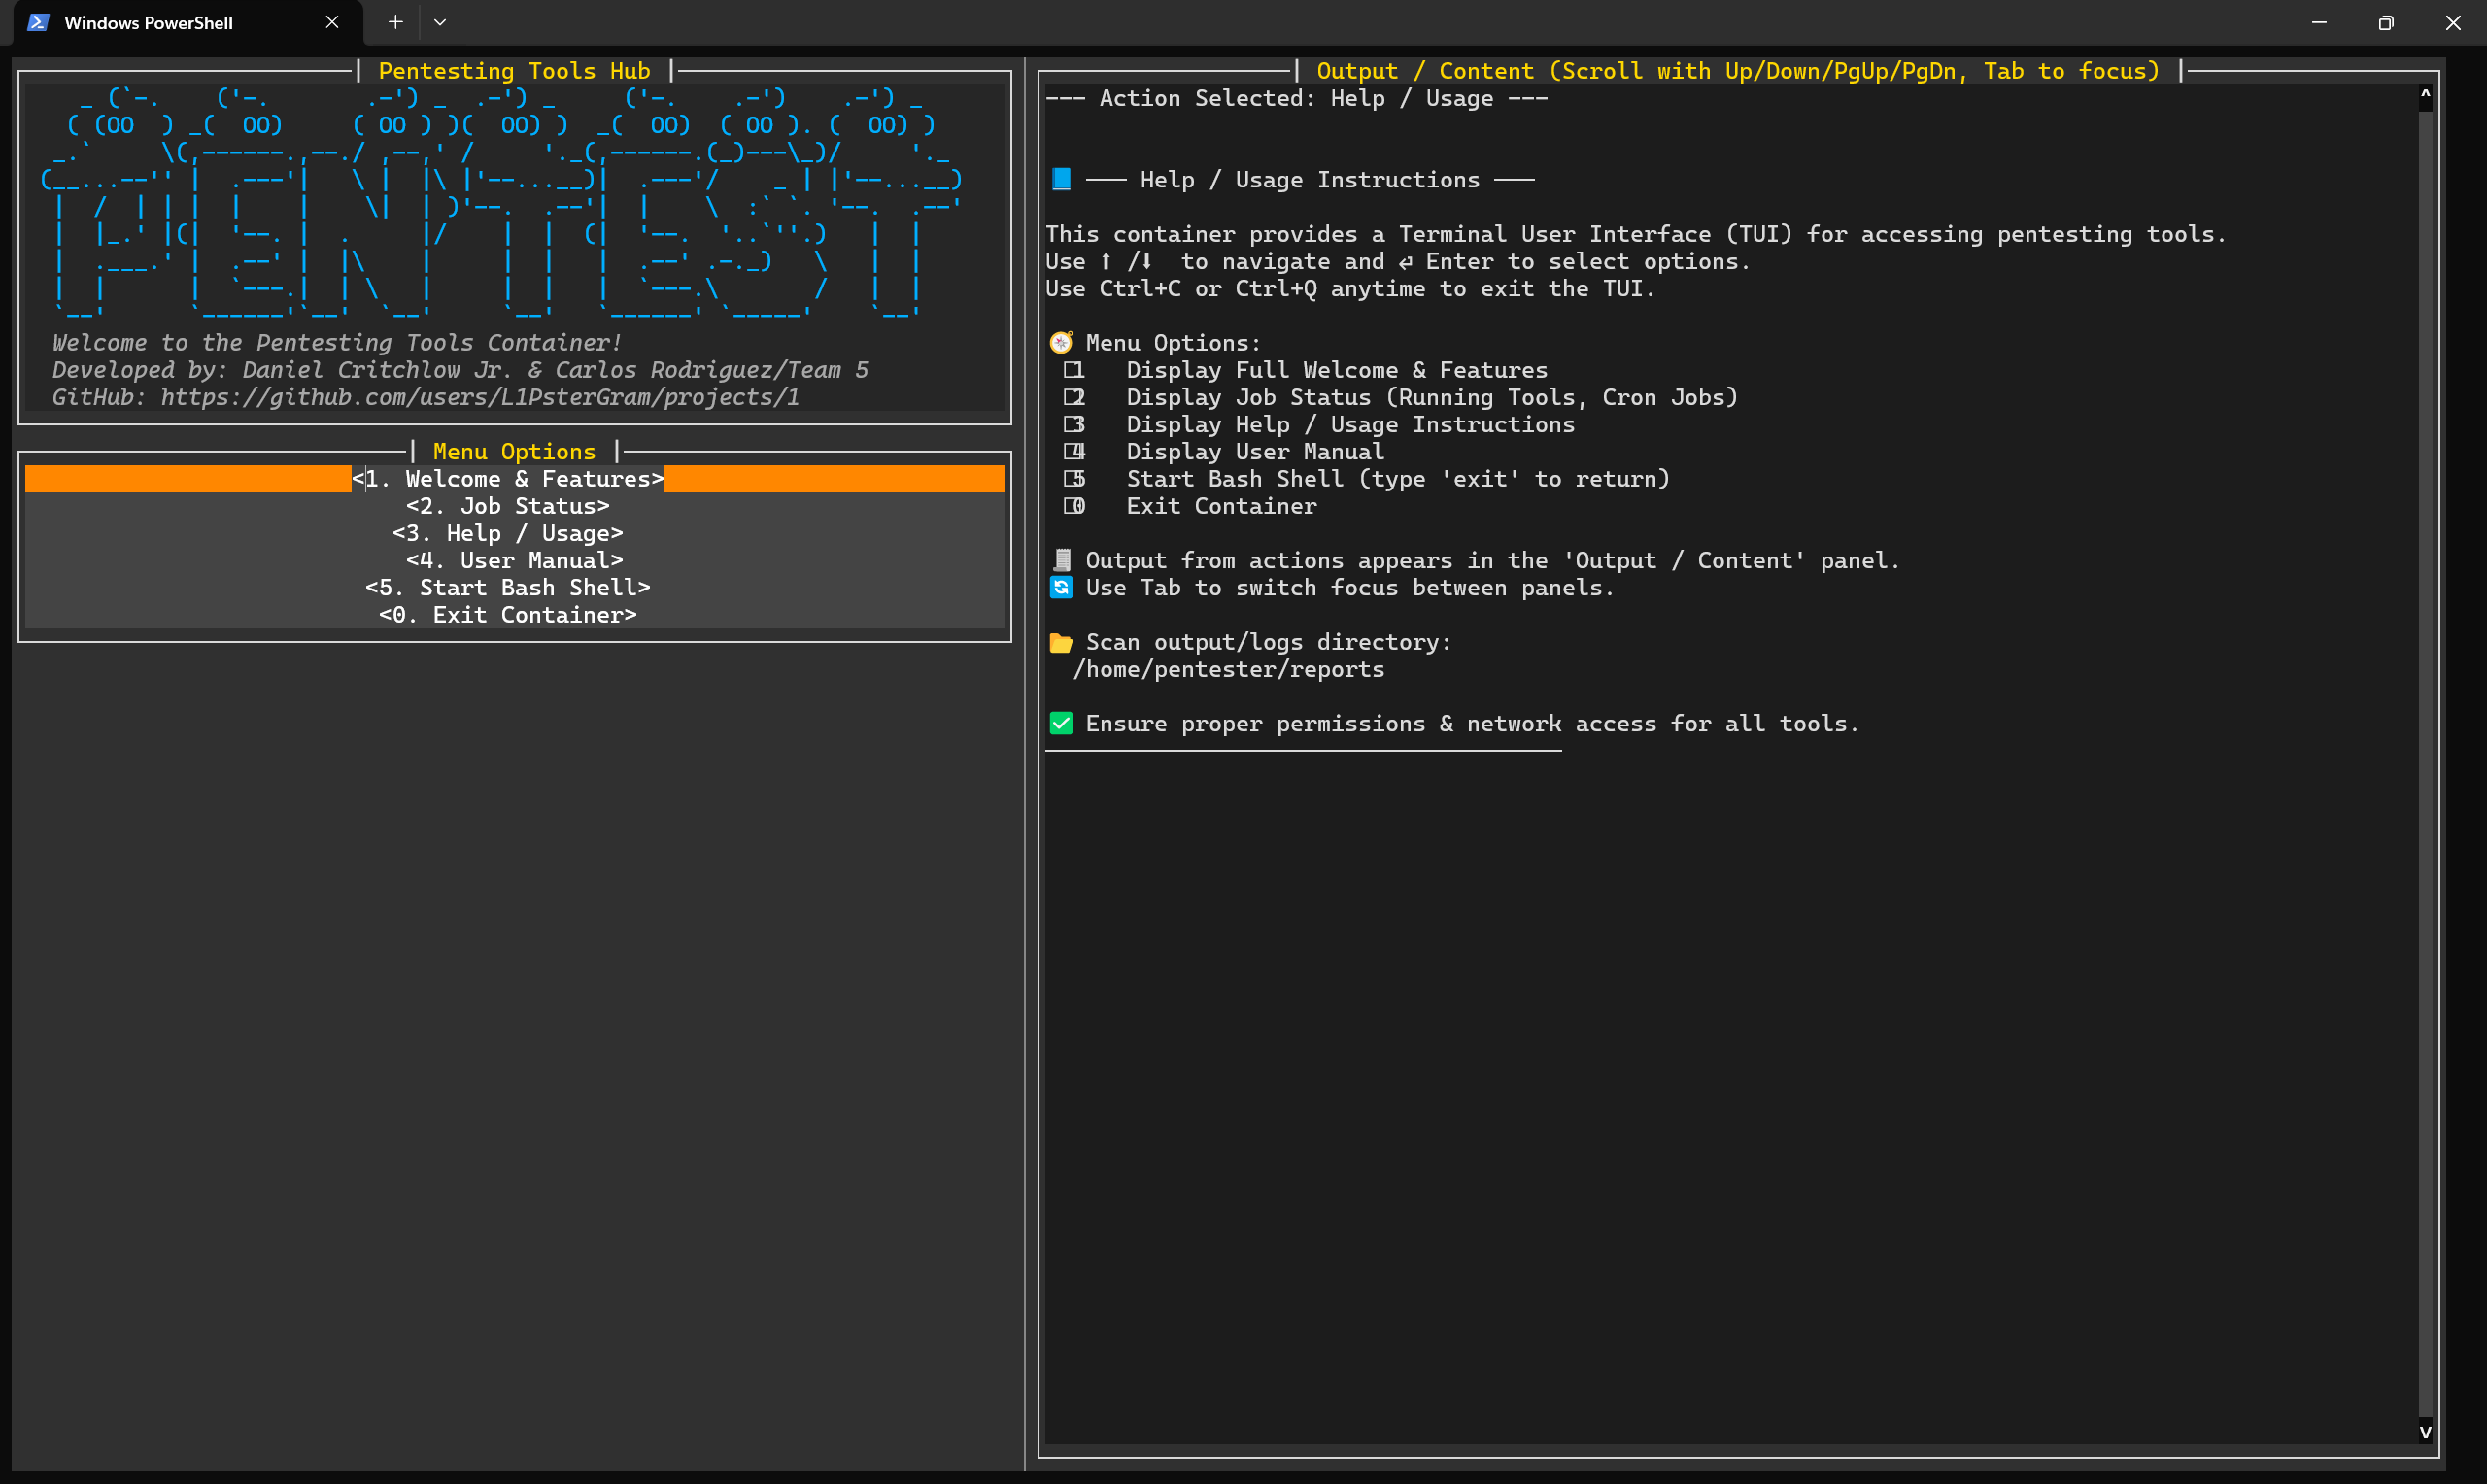 Windows PowerShell
Pentesting Tools Hub
Welcome to the Pentesting Tools Container!
Developed by: Daniel Critchlow Jr. & Carlos Rodriguez/Team 5
GitHub: https://github.com/users/L1PsterGram/projects/1
Menu Options
<1. Welcome & Features>
<2. Job Status>
<3. Help / Usage>
<4. User Manual>
<5. Start Bash Shell>
<0. Exit Container>
Output / Content (Scroll with Up/Down/PgUp/PgDn, Tab to focus)
--- Action Selected: Help / Usage ---
📘 ─── Help / Usage Instructions ───
This container provides a Terminal User Interface (TUI) for accessing pentesting tools.
Use ⬆ /⬇  to navigate and ⏎ Enter to select options.
Use Ctrl+C or Ctrl+Q anytime to exit the TUI.
🧭 Menu Options:
1   Display Full Welcome & Features
2   Display Job Status (Running Tools, Cron Jobs)
3   Display Help / Usage Instructions
4   Display User Manual
5   Start Bash Shell (type 'exit' to return)
0   Exit Container
🧾 Output from actions appears in the 'Output / Content' panel.
🔄 Use Tab to switch focus between panels.
📂 Scan output/logs directory:
/home/pentester/reports
✅ Ensure proper permissions & network access for all tools.